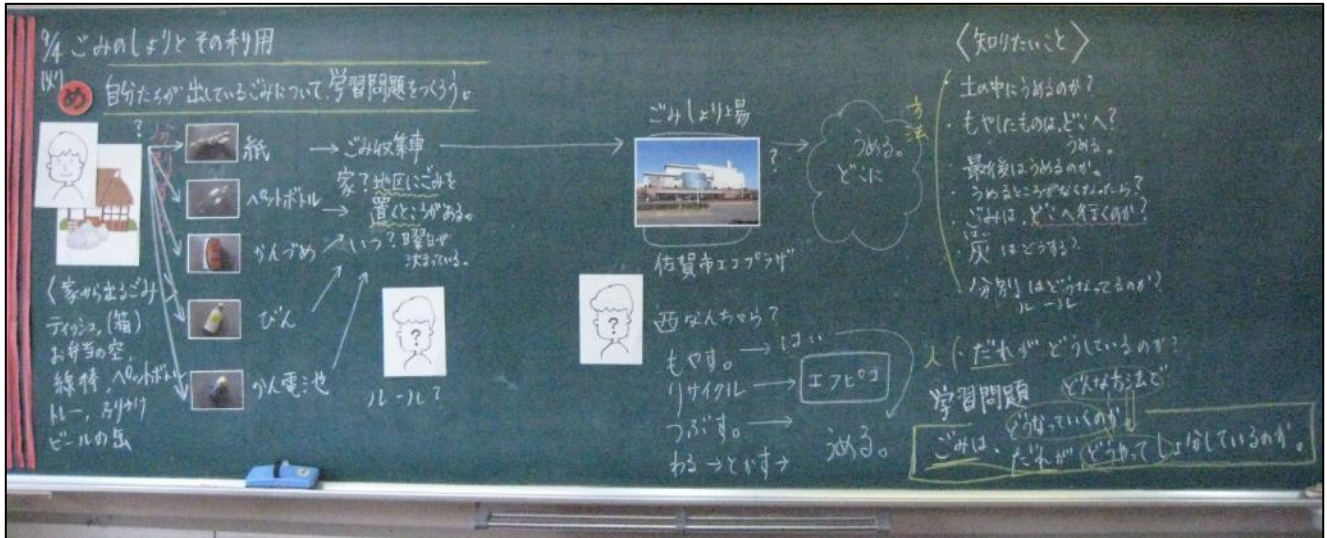 9/4 ごみのしょりとその利用
(火)
め
自分たちが出しているごみについて、学習問題をつくろう。
?
紙
ペットボトル
かんづめ
びん
かん電池
〈家から出るごみ
ティッシュ,(箱)
お弁当の空,
綿棒,ペットボトル
トレー,ふりかけ
ビールの缶
ごみ収集車
家?地区にごみを
置くところがある。
いつ?曜日が
決まっている。
?
ルール?
ごみしょり場
?
佐賀市エコプラザ
?
もやす。→はい
リサイクル→エフピコ
つぶす。→
わる→とかす→
うめる。
方法
うめる。
どこに
〈知りたいこと〉
・土の中にうめるのか?
・もやしたものは、どこへ?
うめる。
・最後はうめるのか。
・うめるところがなくなったら?
・ごみは、どこへ行くのか?
はい
・灰はどうする?
・「分別」はどうなってるのか?
ルール
人(・だれがどうしているのか?
学習問題
どんな方法で
どうなっていくのか
ごみは、だれがどうやってしょ分しているのか。